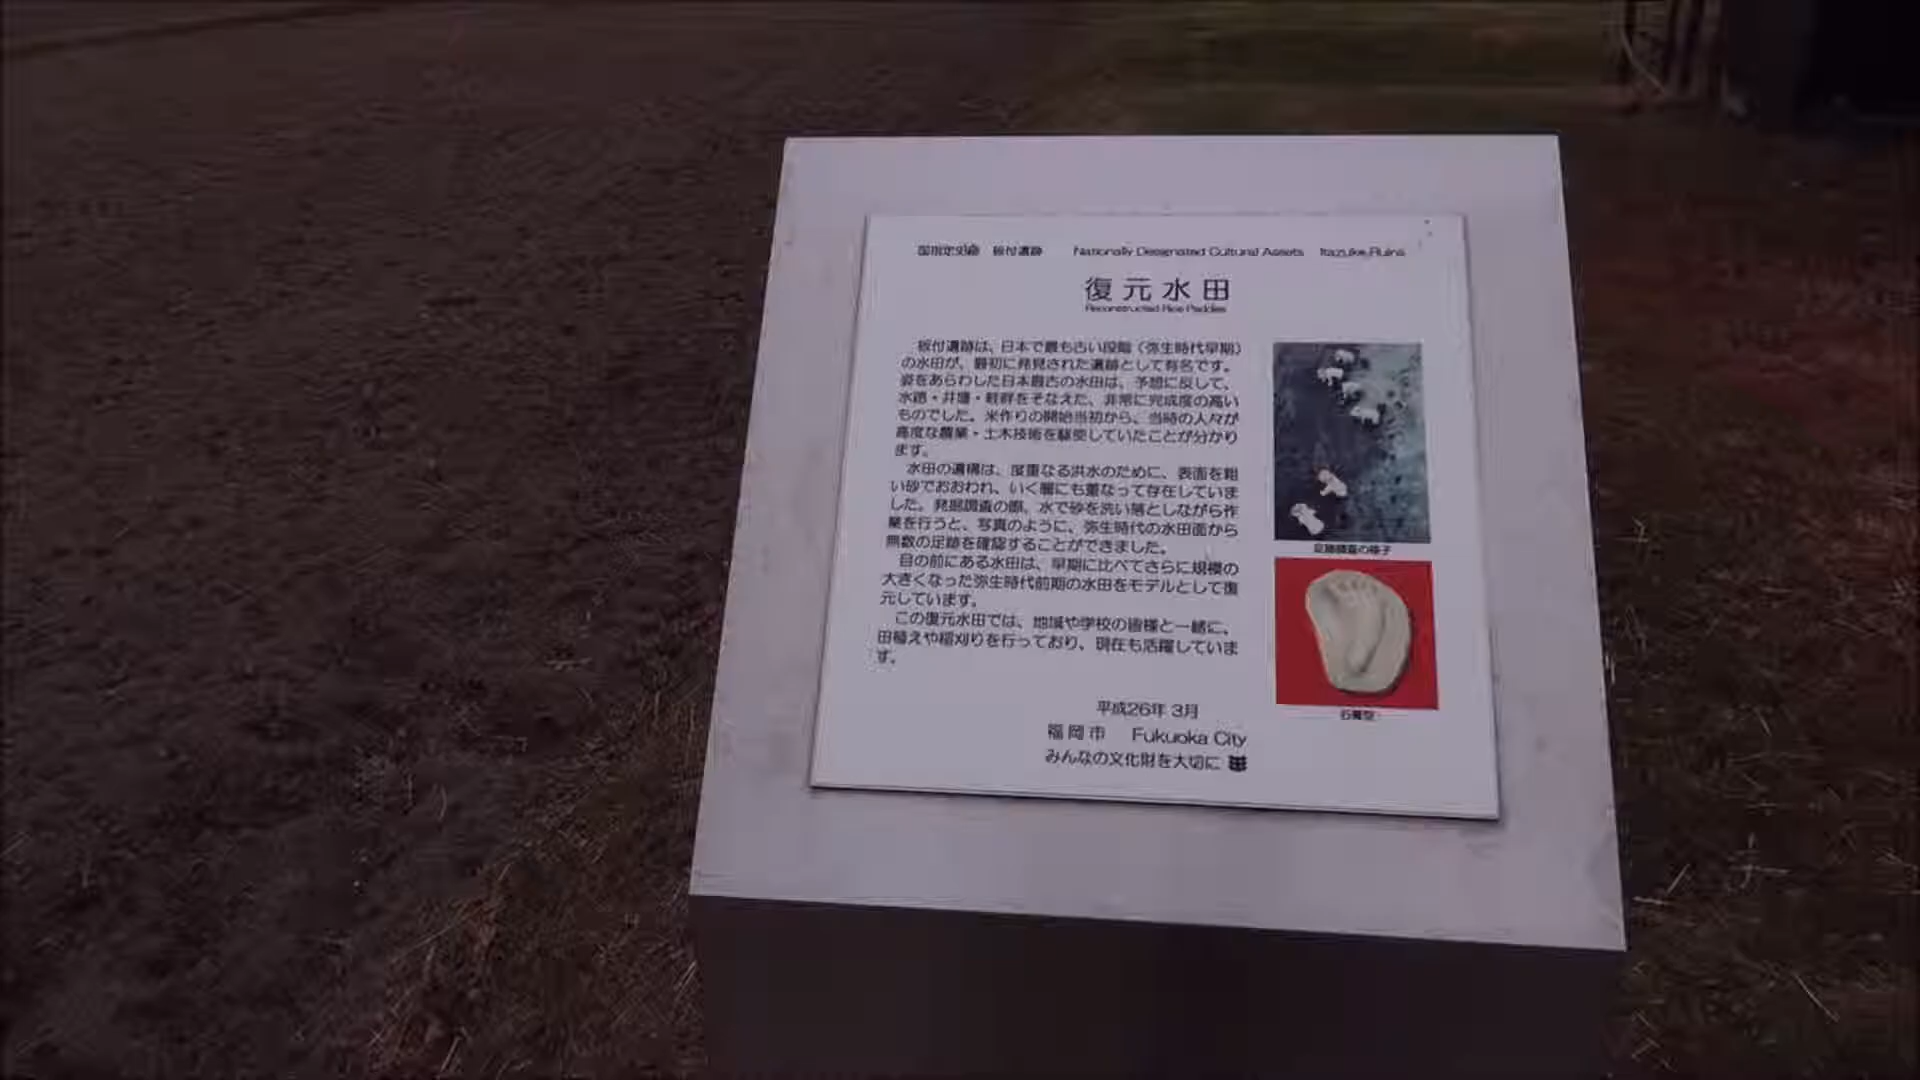 国指定史跡 板付遺跡 Nationally Designated Cultural Assets Itazuke Ruins
復元水田
Reconstructed Rice Paddies
板付遺跡は、日本で最も古い段階(弥生時代早期)
の水田が、最初に発見された遺跡として有名です。
姿をあらわした日本最古の水田は、予想に反して、
水路・井堰・畦畔をそなえた、非常に完成度の高い
ものでした。米作りの開始当初から、当時の人々が
高度な農業・土木技術を駆使していたことが分かり
ます。
水田の遺構は、度重なる洪水のために、表面を粗
い砂でおおわれ、いく層にも重なって存在していま
した。発掘調査の際、水で砂を洗い落としながら作
業を行うと、写真のように、弥生時代の水田面から
無数の足跡を確認することができました。
目の前にある水田は、早期に比べてさらに規模の
大きくなった弥生時代前期の水田をモデルとして復
元しています。
この復元水田では、地域や学校の皆様と一緒に、
田植えや稲刈りを行っており、現在も活躍していま
す。
足跡調査の様子
石膏型
平成26年3月
福岡市 Fukuoka City
みんなの文化財を大切に